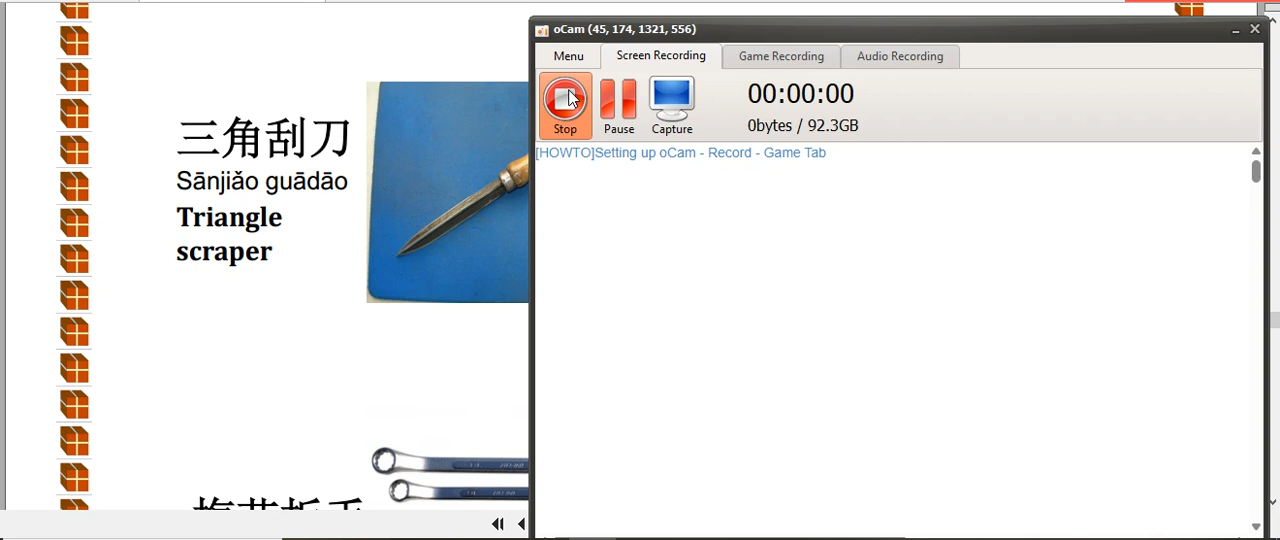 三角刮刀
Sānjiǎo guādāo
Triangle
scraper
oCam (45, 174, 1321, 556)
Menu
Screen Recording
Game Recording
Audio Recording
Stop
Pause
Capture
00:00:00
0bytes / 92.3GB
[HOWTO]Setting up oCam - Record - Game Tab